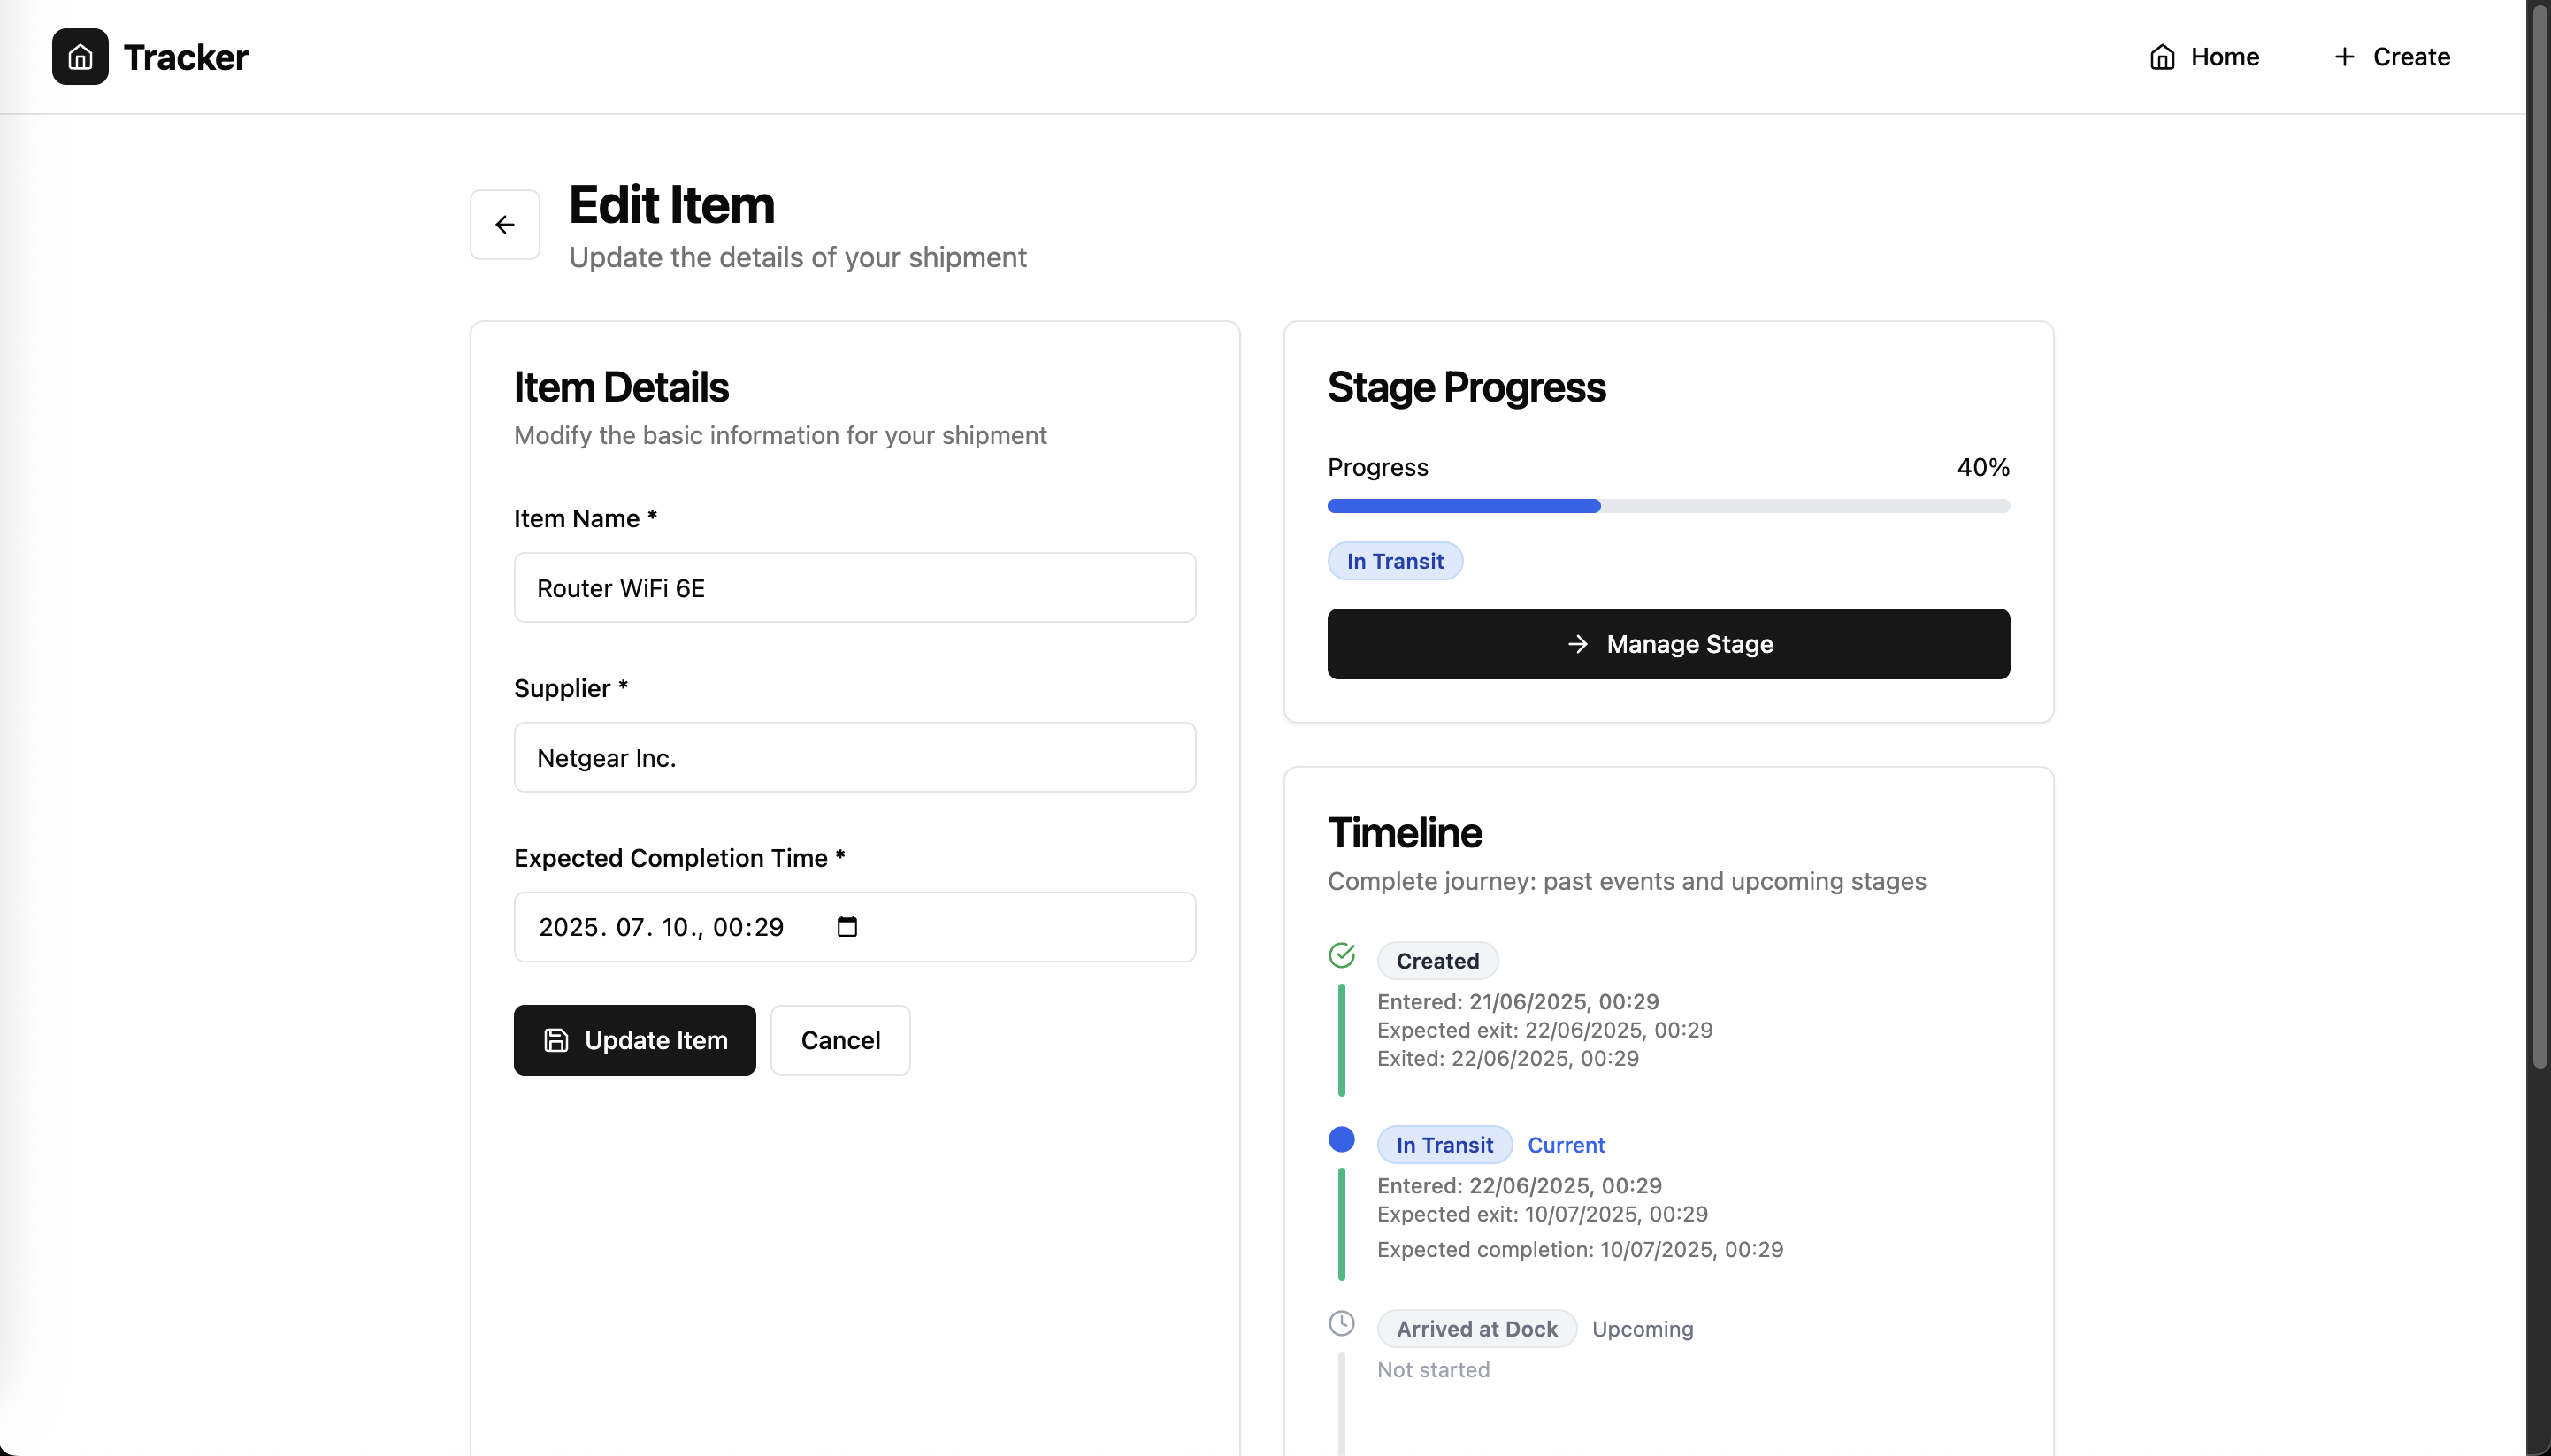 Tracker
Home
Create
Edit Item
Update the details of your shipment
Item Details
Modify the basic information for your shipment
Item Name *
Router WiFi 6E
Supplier *
Netgear Inc.
Expected Completion Time *
2025. 07. 10., 00:29
Update Item
Cancel
Stage Progress
Progress
40%
In Transit
Manage Stage
Timeline
Complete journey: past events and upcoming stages
Created
Entered: 21/06/2025, 00:29
Expected exit: 22/06/2025, 00:29
Exited: 22/06/2025, 00:29
In Transit
Current
Entered: 22/06/2025, 00:29
Expected exit: 10/07/2025, 00:29
Expected completion: 10/07/2025, 00:29
Arrived at Dock
Upcoming
Not started